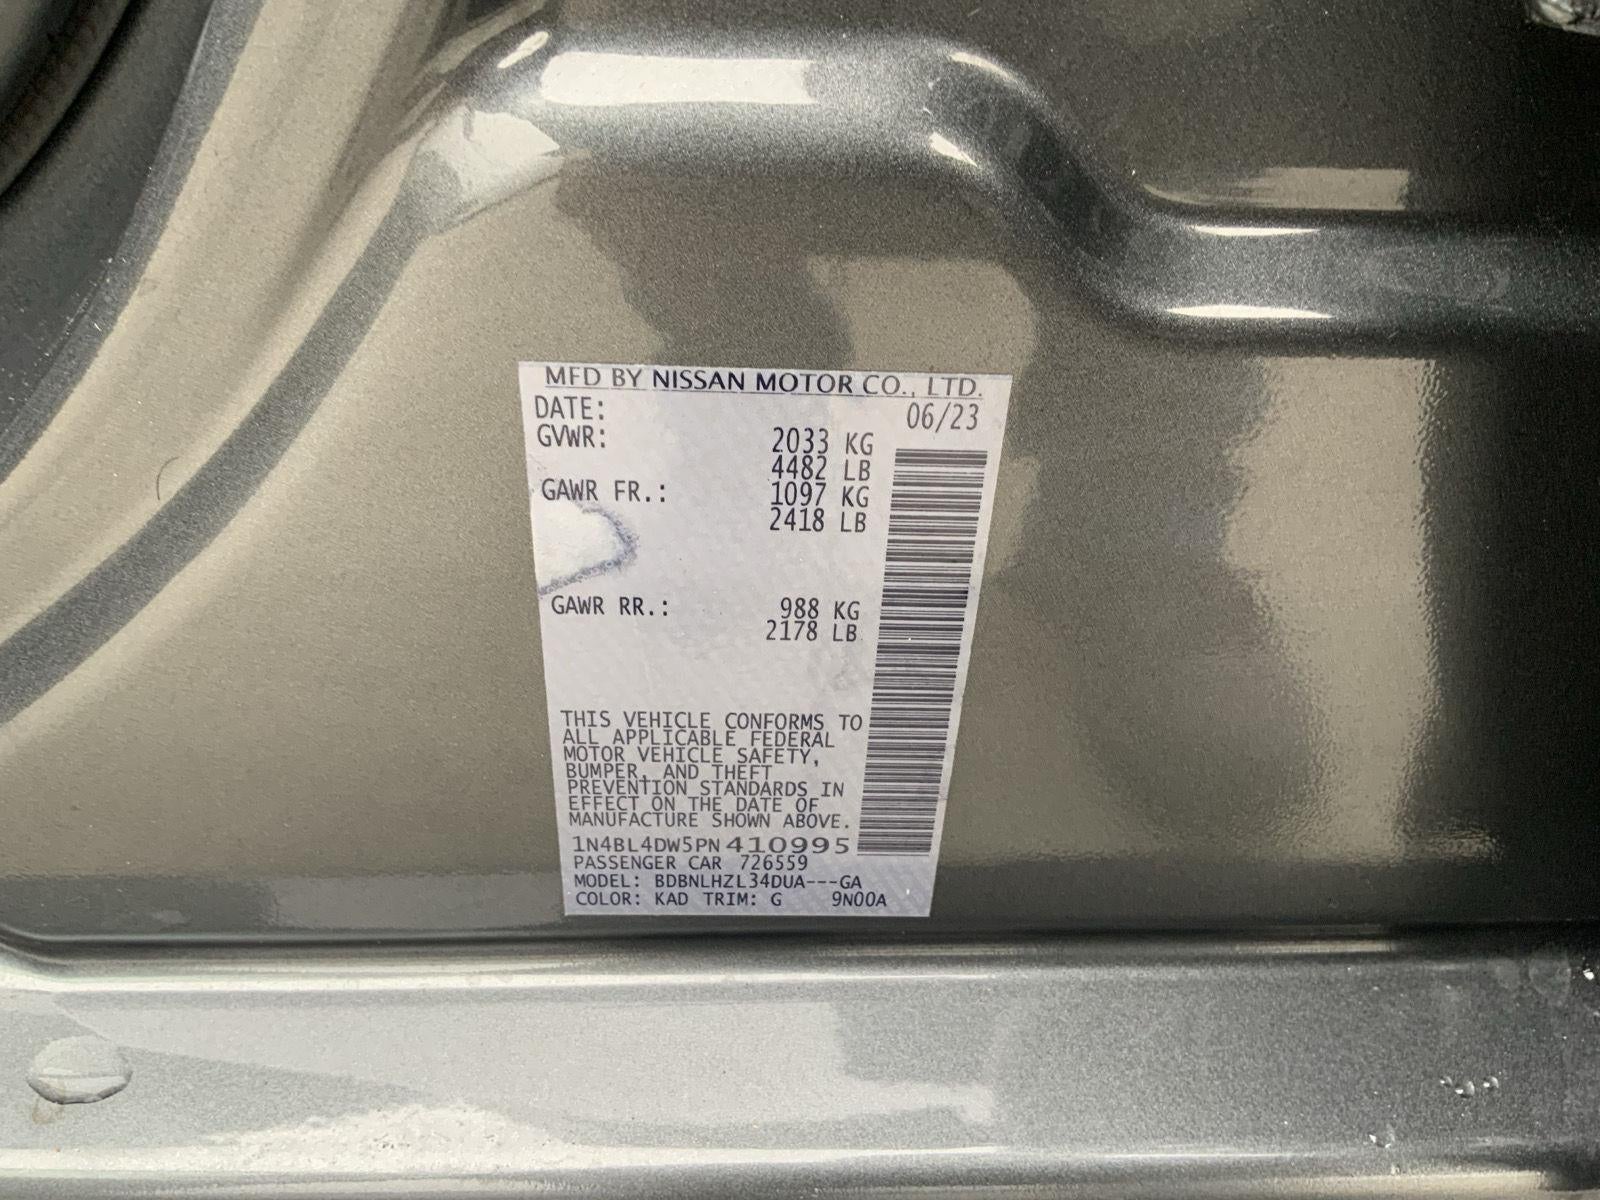 MFD BY NISSAN MOTOR CO., LTD.
DATE: 06/23
GVWR: 2033 KG
4482 LB
GAWR FR.: 1097 KG
2418 LB
GAWR RR.: 988 KG
2178 LB
THIS VEHICLE CONFORMS TO
ALL APPLICABLE FEDERAL
MOTOR VEHICLE SAFETY,
BUMPER, AND THEFT
PREVENTION STANDARDS IN
EFFECT ON THE DATE OF
MANUFACTURE SHOWN ABOVE.
1N4BL4DW5PN410995
PASSENGER CAR 726559
MODEL: BDBNLHZL34DUA---GA
COLOR: KAD TRIM: G 9N00A